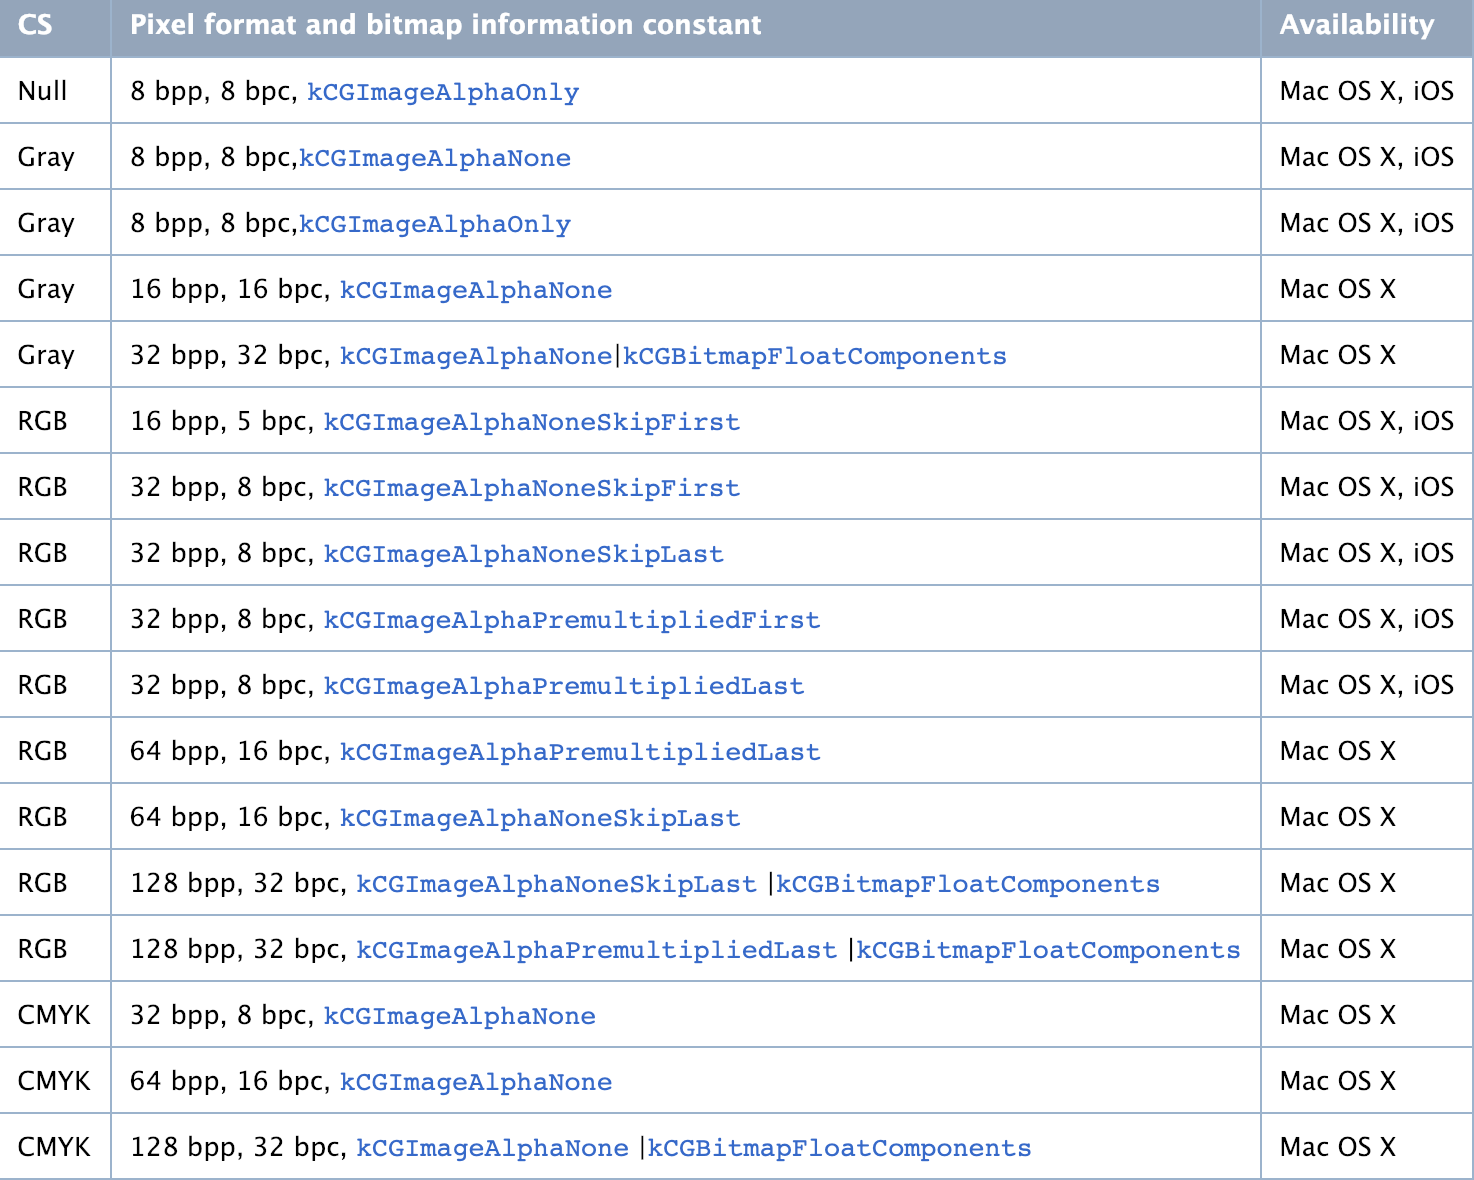 CS Pixel format and bitmap information constant Availability
Null 8 bpp, 8 bpc, kCGImageAlphaOnly Mac OS X, iOS
Gray 8 bpp, 8 bpc,kCGImageAlphaNone Mac OS X, iOS
Gray 8 bpp, 8 bpc,kCGImageAlphaOnly Mac OS X, iOS
Gray 16 bpp, 16 bpc, kCGImageAlphaNone Mac OS X
Gray 32 bpp, 32 bpc, kCGImageAlphaNone|kCGBitmapFloatComponents Mac OS X
RGB 16 bpp, 5 bpc, kCGImageAlphaNoneSkipFirst Mac OS X, iOS
RGB 32 bpp, 8 bpc, kCGImageAlphaNoneSkipFirst Mac OS X, iOS
RGB 32 bpp, 8 bpc, kCGImageAlphaNoneSkipLast Mac OS X, iOS
RGB 32 bpp, 8 bpc, kCGImageAlphaPremultipliedFirst Mac OS X, iOS
RGB 32 bpp, 8 bpc, kCGImageAlphaPremultipliedLast Mac OS X, iOS
RGB 64 bpp, 16 bpc, kCGImageAlphaPremultipliedLast Mac OS X
RGB 64 bpp, 16 bpc, kCGImageAlphaNoneSkipLast Mac OS X
RGB 128 bpp, 32 bpc, kCGImageAlphaNoneSkipLast |kCGBitmapFloatComponents Mac OS X
RGB 128 bpp, 32 bpc, kCGImageAlphaPremultipliedLast |kCGBitmapFloatComponents Mac OS X
CMYK 32 bpp, 8 bpc, kCGImageAlphaNone Mac OS X
CMYK 64 bpp, 16 bpc, kCGImageAlphaNone Mac OS X
CMYK 128 bpp, 32 bpc, kCGImageAlphaNone |kCGBitmapFloatComponents Mac OS X